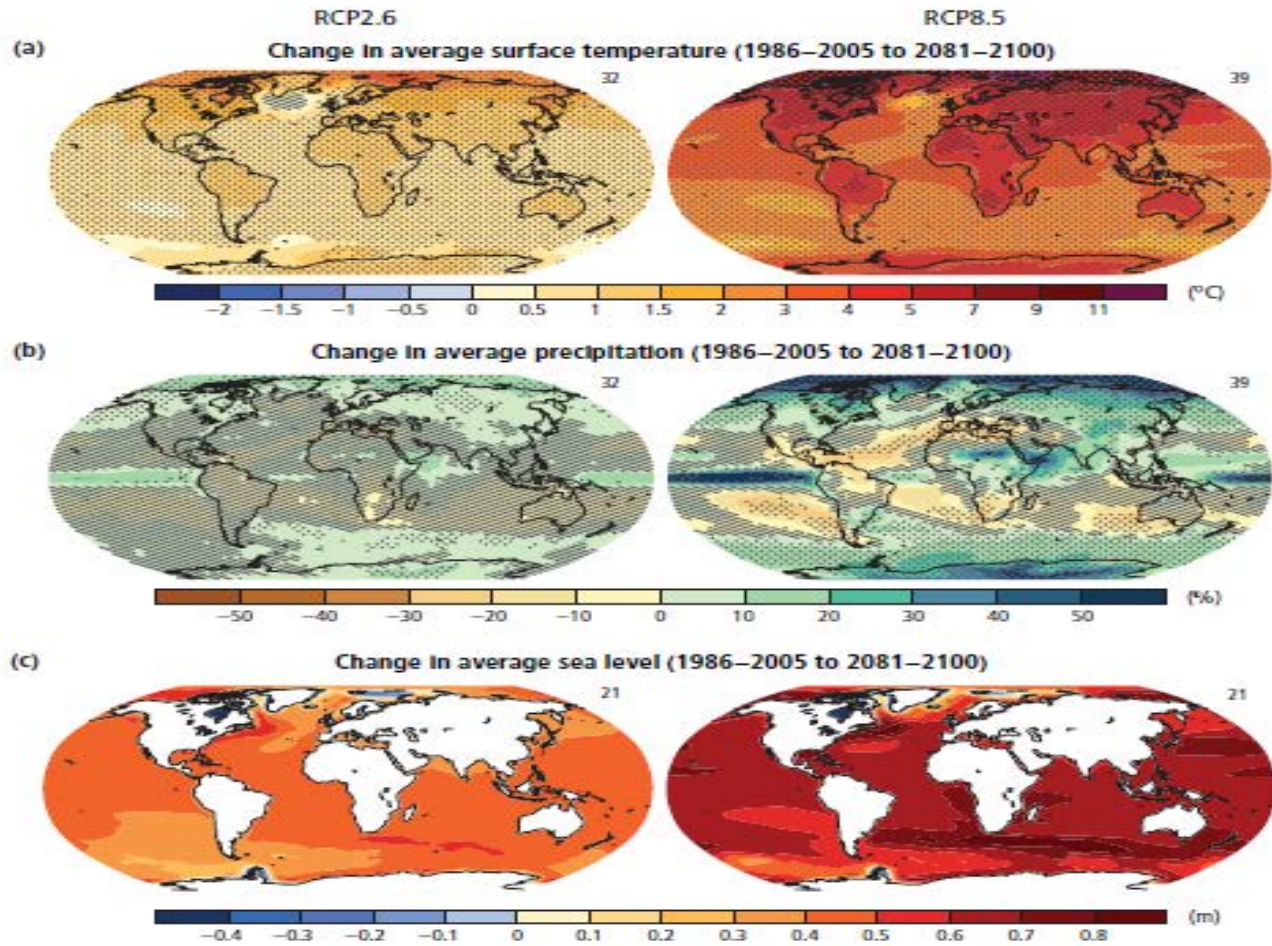 RCP2.6 RCP8.5
(a) Change in average surface temperature (1986−2005 to 2081−2100)
32 39
−2 −1.5 −1 −0.5 0 0.5 1 1.5 2 3 4 5 7 9 11 (°C)
(b) Change in average precipitation (1986−2005 to 2081−2100)
32 39
−50 −40 −30 −20 −10 0 10 20 30 40 50 (%)
(c) Change in average sea level (1986−2005 to 2081−2100)
21 21
−0.4 −0.3 −0.2 −0.1 0 0.1 0.2 0.3 0.4 0.5 0.6 0.7 0.8 (m)